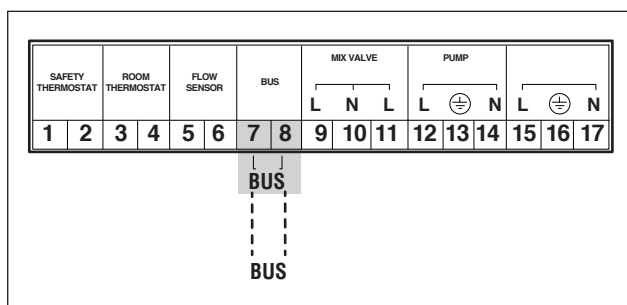 SAFETY THERMOSTAT ROOM THERMOSTAT FLOW SENSOR BUS MIX VALVE PUMP
L N L L N L N
1 2 3 4 5 6 7 8 9 10 11 12 13 14 15 16 17
BUS
BUS